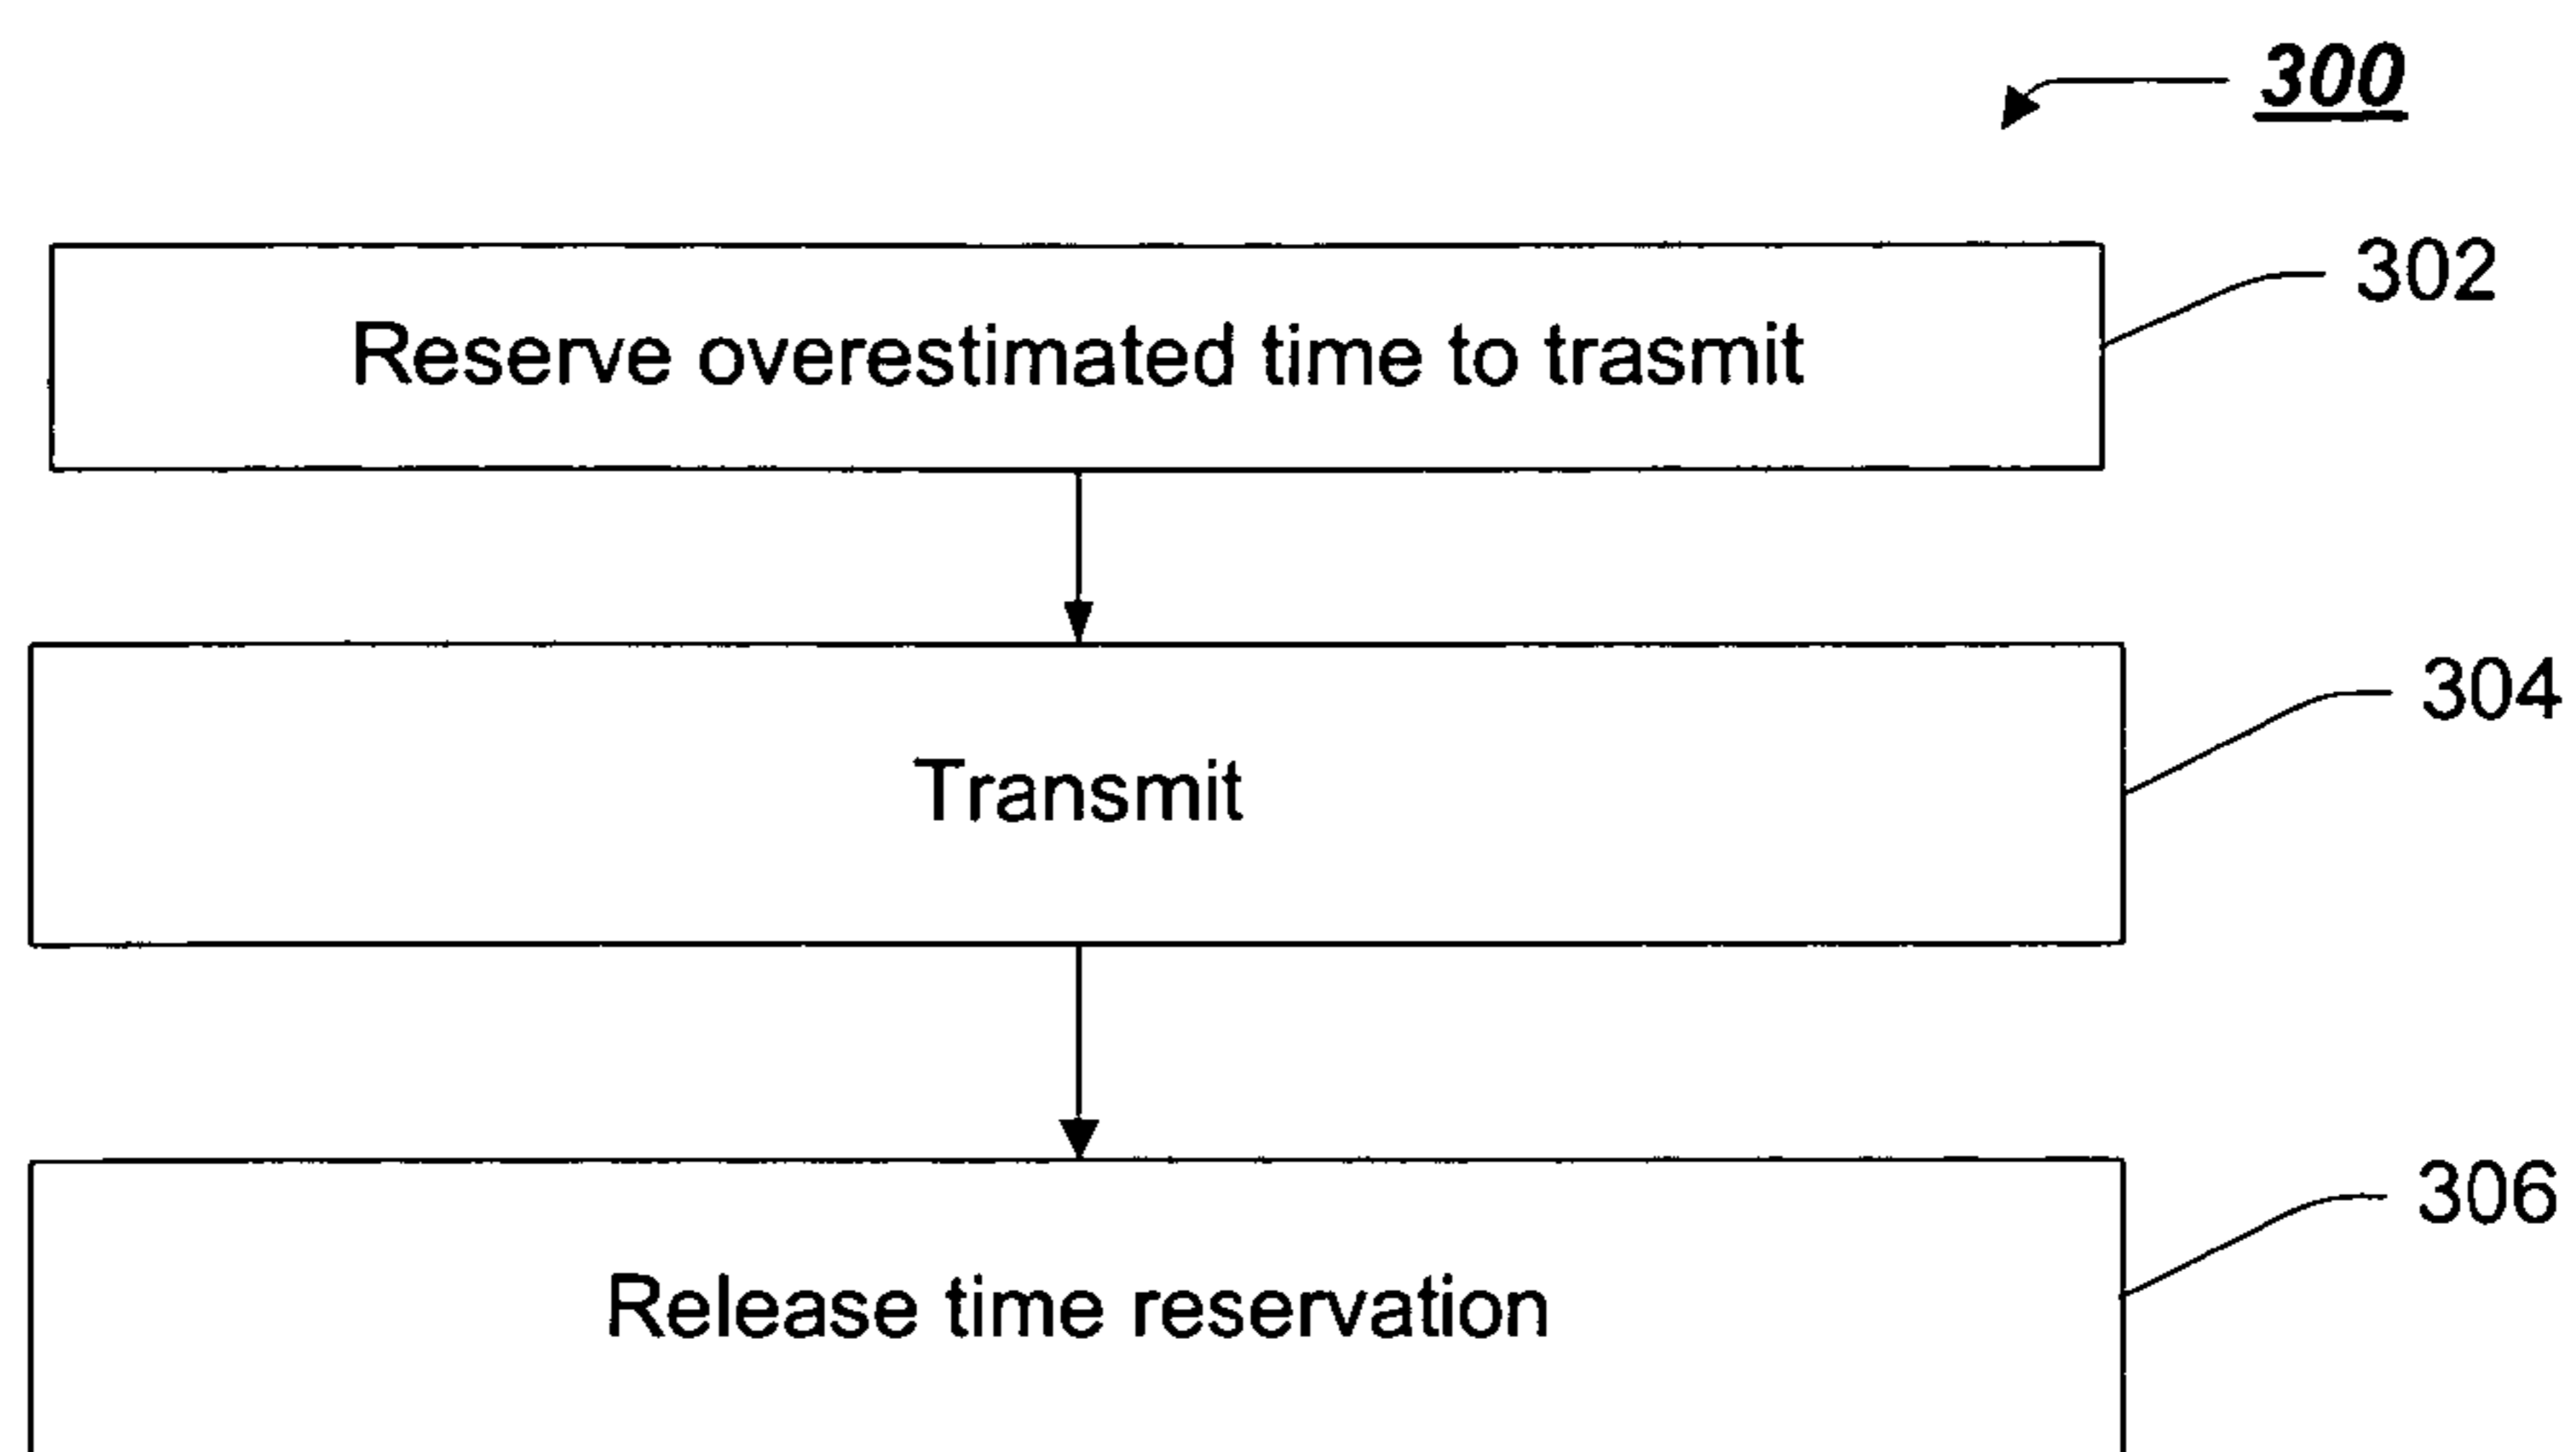 300
302
Reserve overestimated time to trasmit
304
Transmit
306
Release time reservation